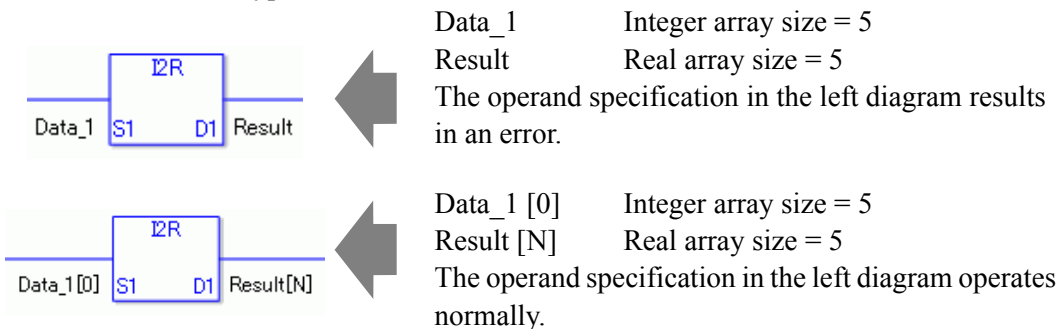 I2R
Data_1 S1 D1 Result
Data_1 Integer array size = 5
Result Real array size = 5
The operand specification in the left diagram results
in an error.
I2R
Data_1[0] S1 D1 Result[N]
Data_1 [0] Integer array size = 5
Result [N] Real array size = 5
The operand specification in the left diagram operates
normally.